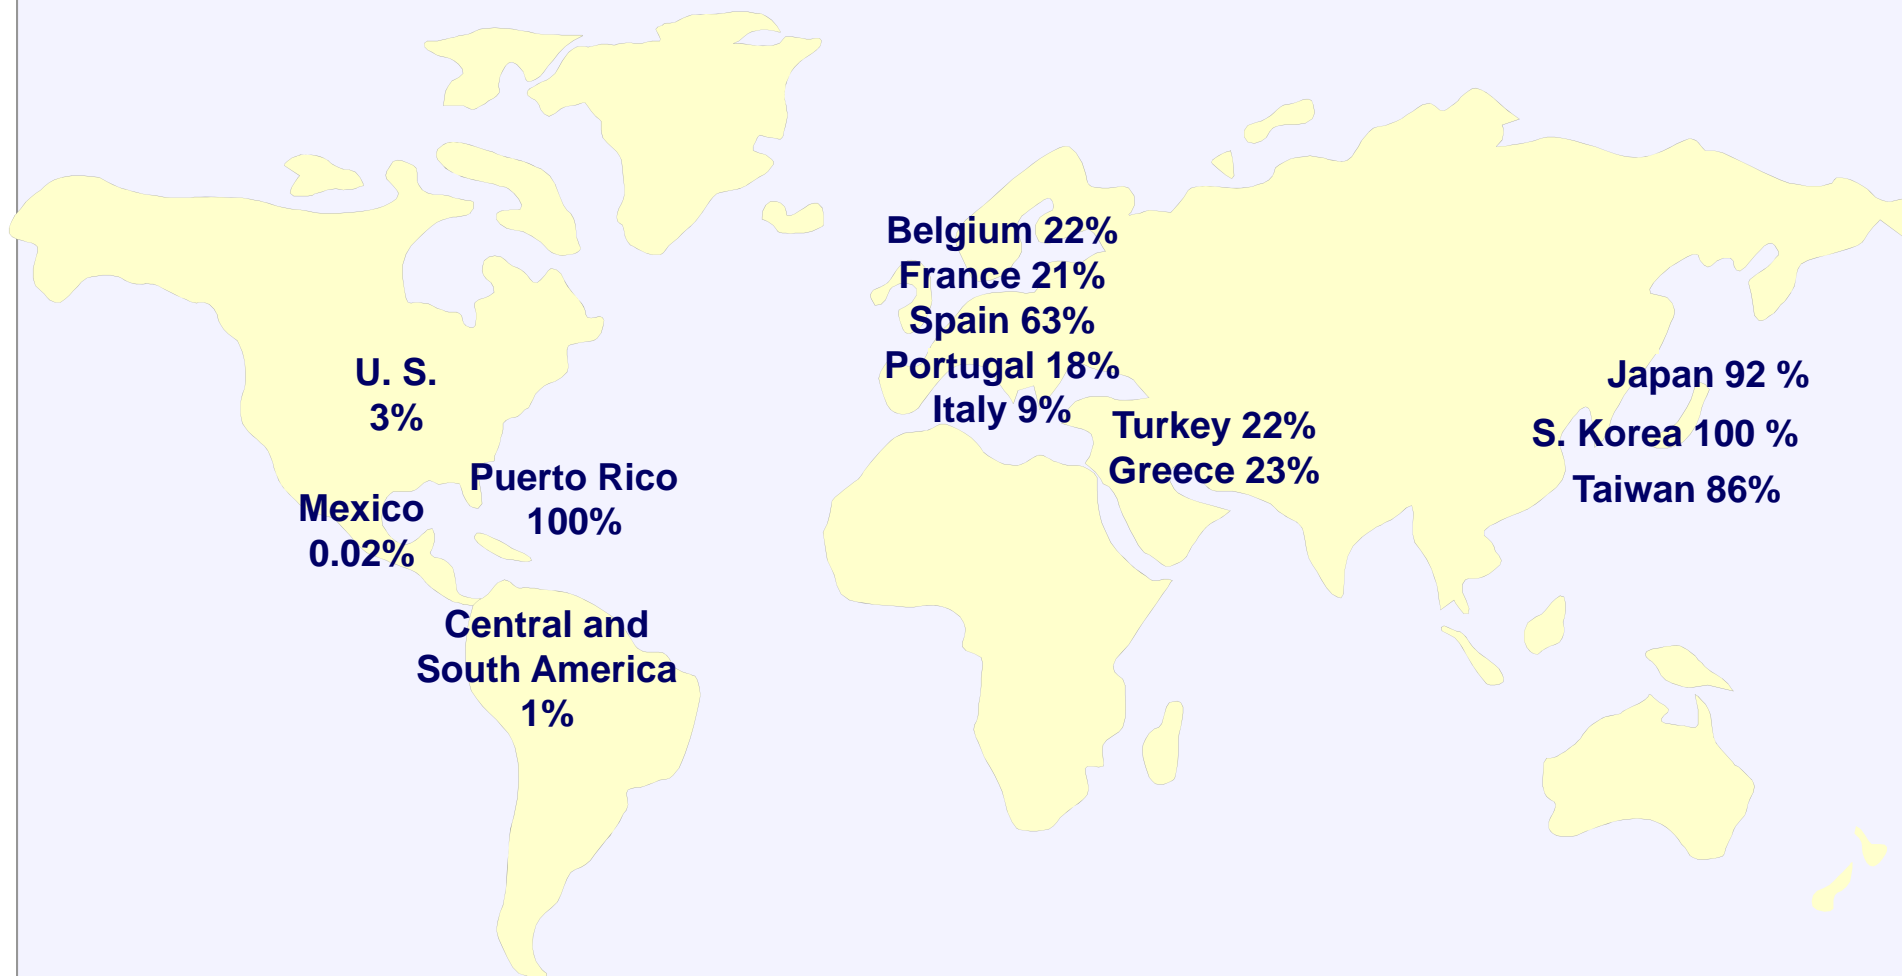 Belgium 22%
France 21%
Spain 63%
Portugal 18%
Italy 9%
U. S.
3%
Japan 92 %
Turkey 22%
Greece 23%
S. Korea 100 %
Taiwan 86%
Puerto Rico
100%
Mexico
0.02%
Central and
South America
1%